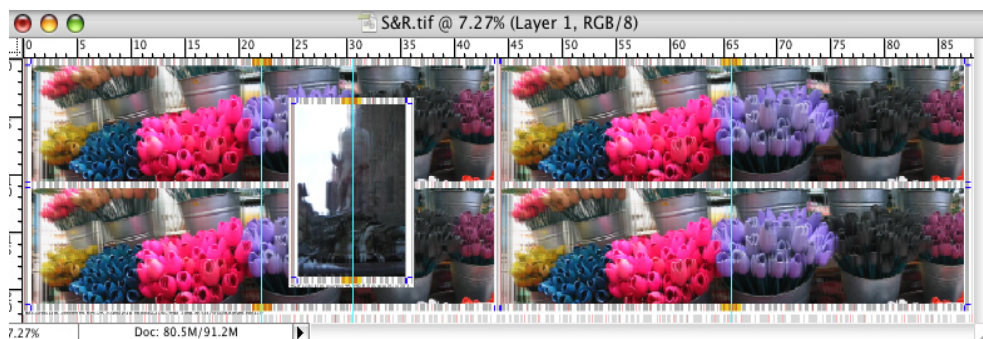 S&R.tif @ 7.27% (Layer 1, RGB/8)
0 5 10 15 20 25 30 35 40 45 50 55 60 65 70 75 80 85
7.27% Doc: 80.5M/91.2M